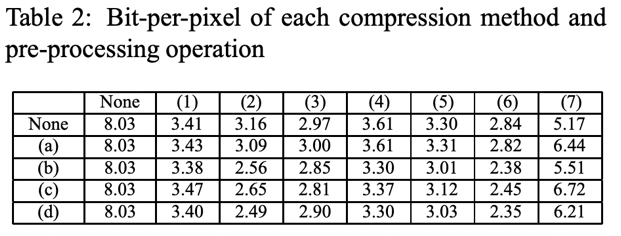 Table 2: Bit-per-pixel of each compression method and
pre-processing operation
None (1) (2) (3) (4) (5) (6) (7)
None 8.03 3.41 3.16 2.97 3.61 3.30 2.84 5.17
(a) 8.03 3.43 3.09 3.00 3.61 3.31 2.82 6.44
(b) 8.03 3.38 2.56 2.85 3.30 3.01 2.38 5.51
(c) 8.03 3.47 2.65 2.81 3.37 3.12 2.45 6.72
(d) 8.03 3.40 2.49 2.90 3.30 3.03 2.35 6.21